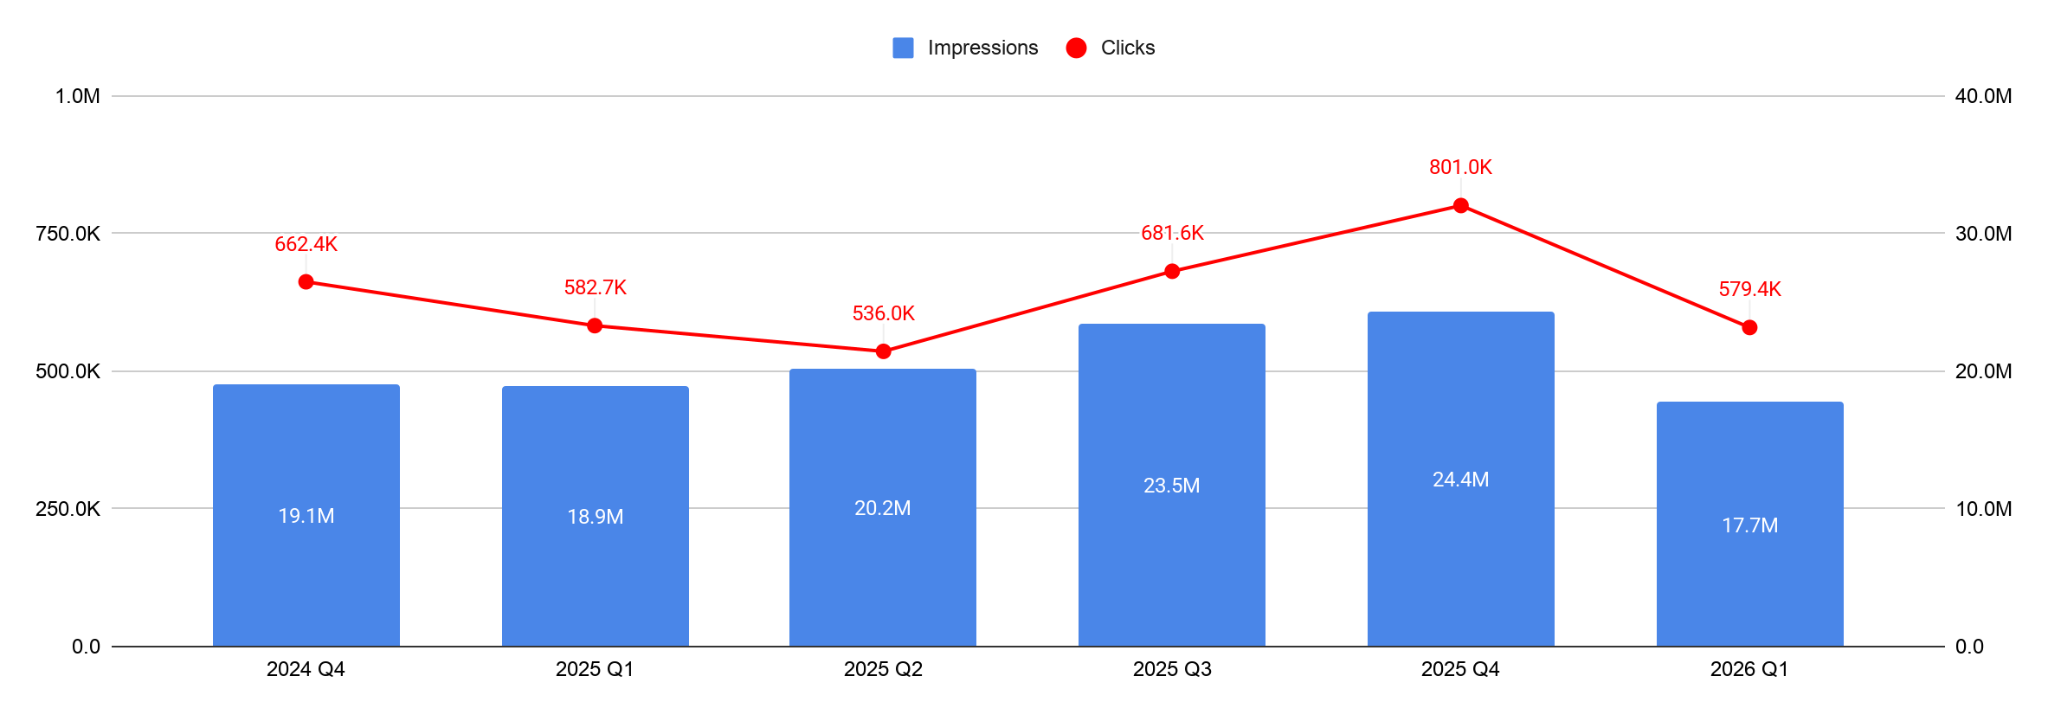 Impressions Clicks
1.0M 40.0M
801.0K
750.0K 662.4K 681.6K 30.0M
582.7K 579.4K
536.0K
500.0K 20.0M
24.4M
23.5M
250.0K 19.1M 18.9M 20.2M 17.7M 10.0M
0.0 0.0
2024 Q4 2025 Q1 2025 Q2 2025 Q3 2025 Q4 2026 Q1